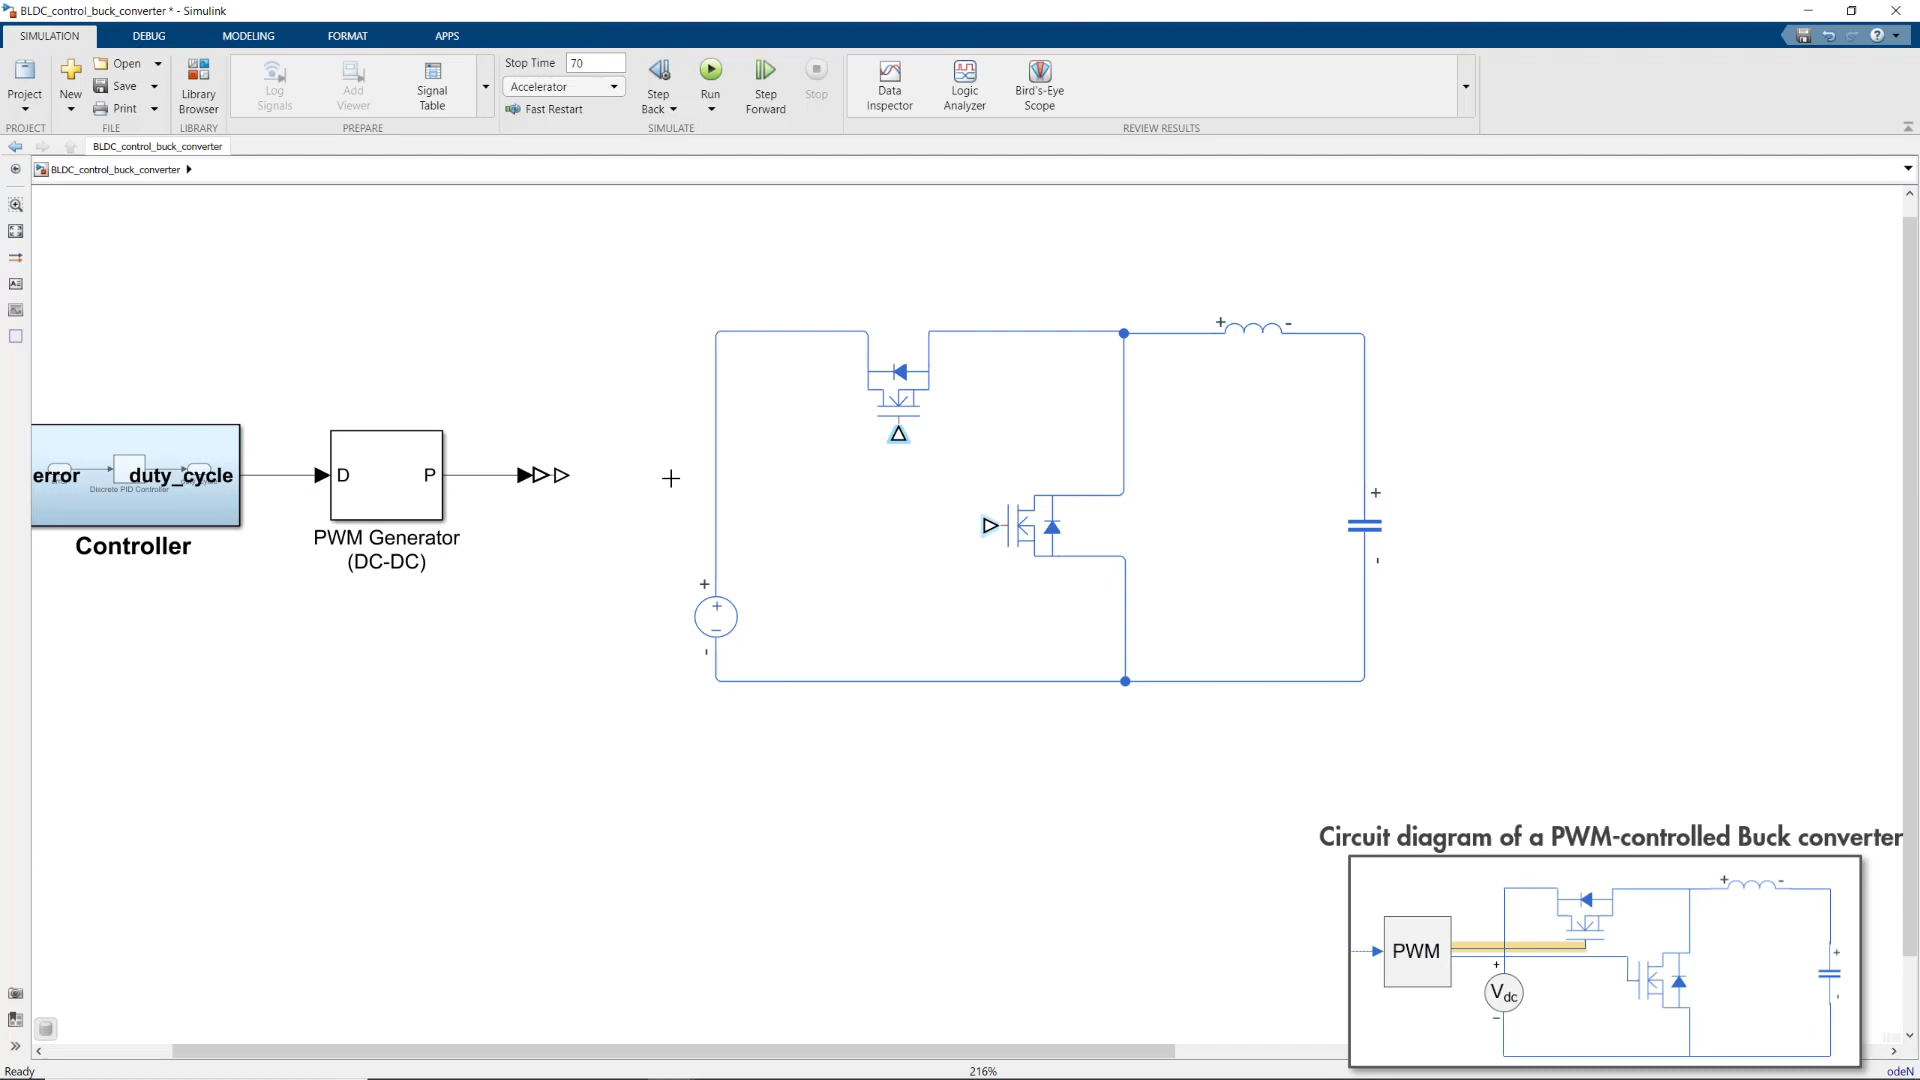 BLDC_control_buck_converter * - Simulink
SIMULATION DEBUG MODELING FORMAT APPS
Project
PROJECT
New
Open
Save
Print
FILE
Library
Browser
LIBRARY
Log
Signals
Add
Viewer
Signal
Table
PREPARE
Stop Time 70
Accelerator
Fast Restart
Step
Back
Run
Step
Forward
Stop
SIMULATE
Data
Inspector
Logic
Analyzer
Bird's-Eye
Scope
REVIEW RESULTS
BLDC_control_buck_converter
BLDC_control_buck_converter
error
duty_cycle
Discrete PID Controller
Controller
D P
PWM Generator
(DC-DC)
+ -
+
-
+
+
−
-
Circuit diagram of a PWM-controlled Buck converter
+ -
PWM
+
Vdc
−
+
-
Ready
216%
odeN